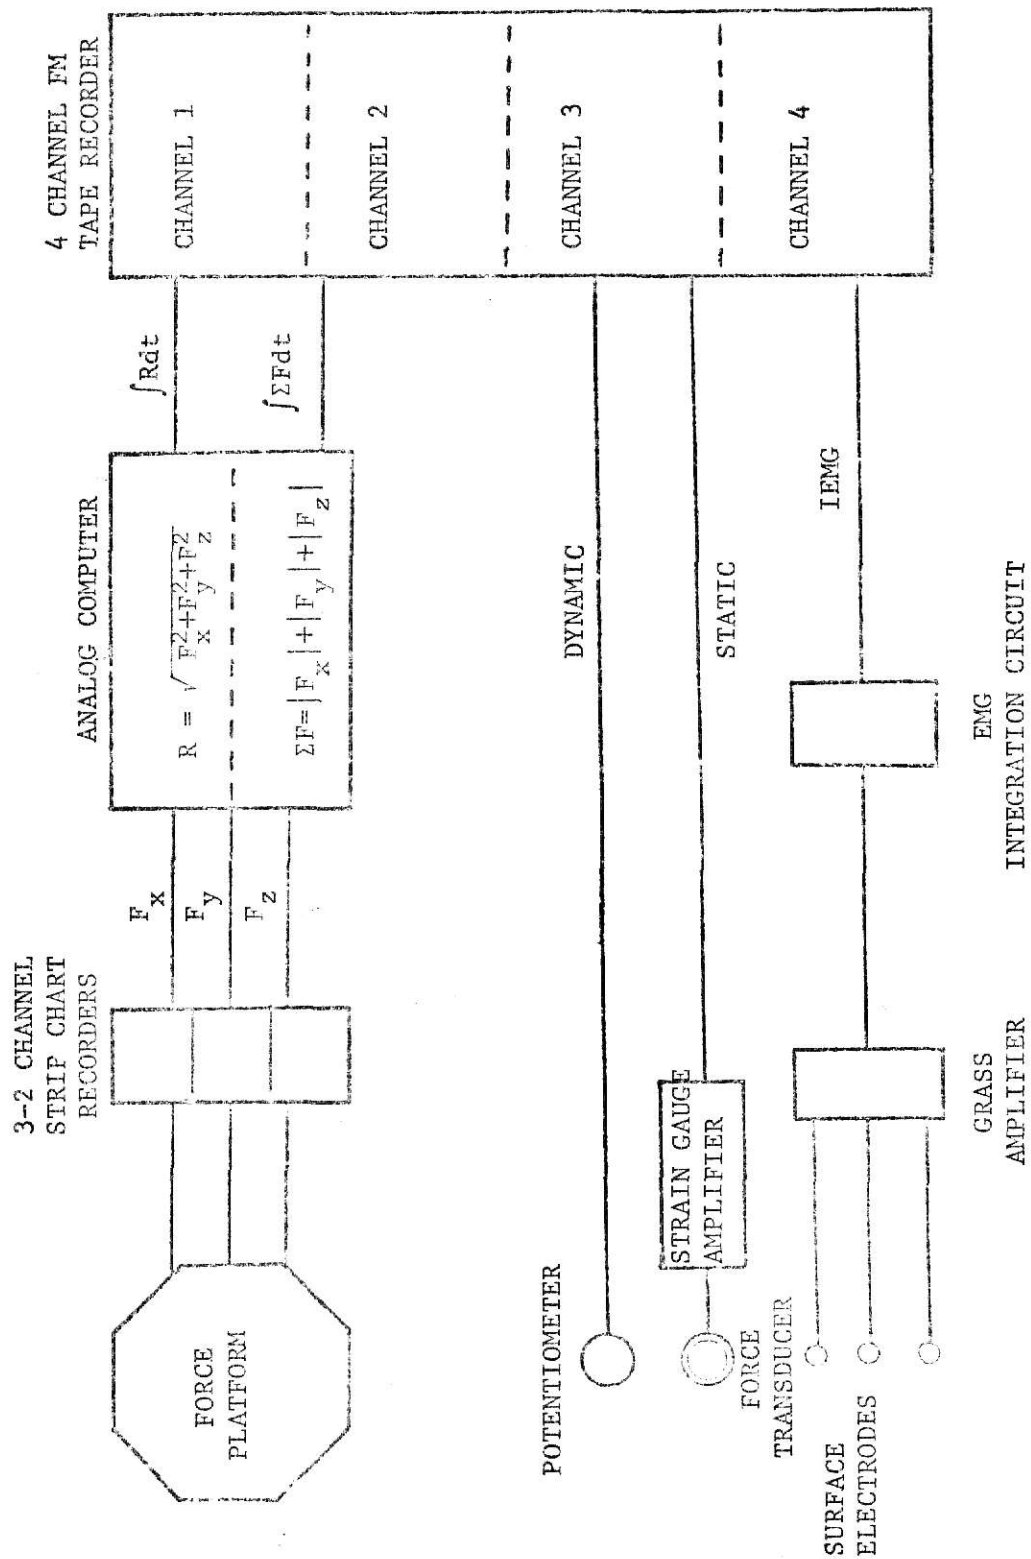 4 CHANNEL FM
TAPE RECORDER
CHANNEL 1
CHANNEL 2
CHANNEL 3
CHANNEL 4
∫Rdt
∫ΣFdt
ANALOG COMPUTER
R = √F²x+F²y+F²z
ΣF=|Fx|+|Fy|+|Fz|
Fx
Fy
Fz
3-2 CHANNEL
STRIP CHART
RECORDERS
FORCE
PLATFORM
DYNAMIC
STATIC
IEMG
EMG
INTEGRATION CIRCUIT
POTENTIOMETER
STRAIN GAUGE
AMPLIFIER
FORCE
TRANSDUCER
GRASS
AMPLIFIER
SURFACE
ELECTRODES